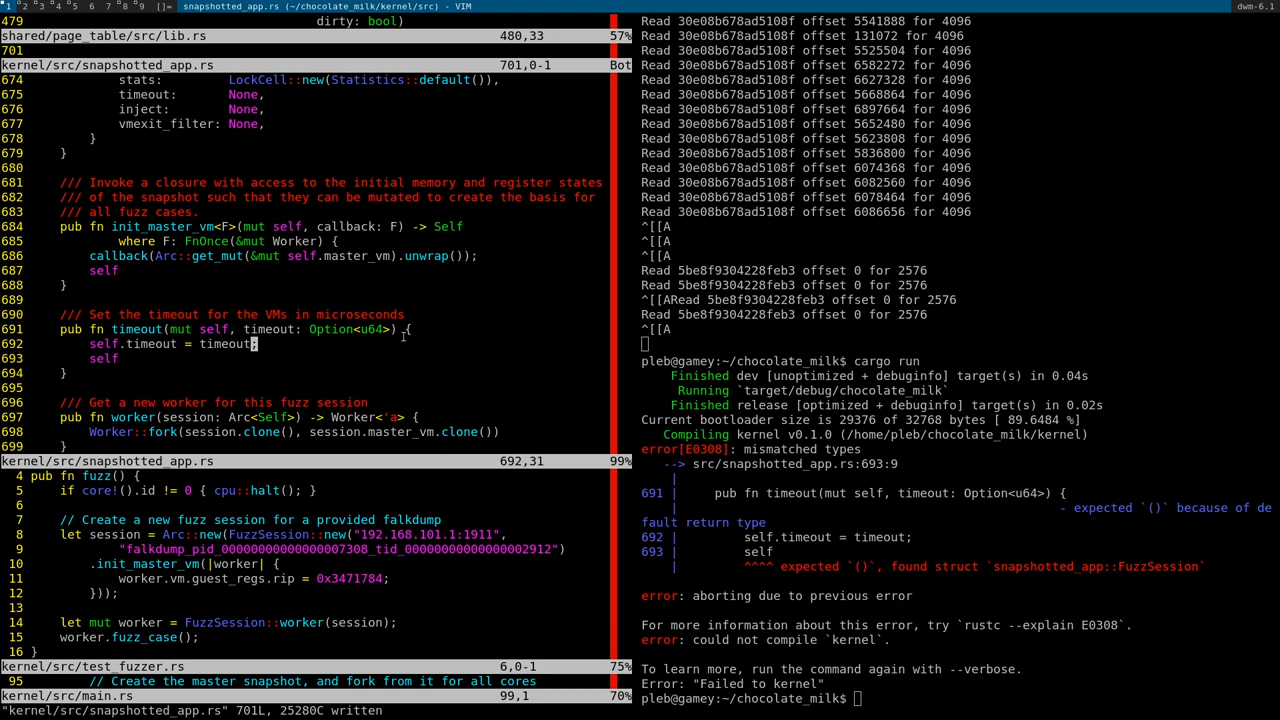 1 2 3 4 5 6 7 8 9 []= snapshotted_app.rs (~/chocolate_milk/kernel/src) - VIM dwm-6.1
479 dirty: bool)
shared/page_table/src/lib.rs 480,33 57%
701
kernel/src/snapshotted_app.rs 701,0-1 Bot
674 stats: LockCell::new(Statistics::default()),
675 timeout: None,
676 inject: None,
677 vmexit_filter: None,
678 }
679 }
680
681 /// Invoke a closure with access to the initial memory and register states
682 /// of the snapshot such that they can be mutated to create the basis for
683 /// all fuzz cases.
684 pub fn init_master_vm<F>(mut self, callback: F) -> Self
685 where F: FnOnce(&mut Worker) {
686 callback(Arc::get_mut(&mut self.master_vm).unwrap());
687 self
688 }
689
690 /// Set the timeout for the VMs in microseconds
691 pub fn timeout(mut self, timeout: Option<u64>) {
692 self.timeout = timeout;
693 self
694 }
695
696 /// Get a new worker for this fuzz session
697 pub fn worker(session: Arc<Self>) -> Worker<'a> {
698 Worker::fork(session.clone(), session.master_vm.clone())
699 }
kernel/src/snapshotted_app.rs 692,31 99%
4 pub fn fuzz() {
5 if core!().id != 0 { cpu::halt(); }
6
7 // Create a new fuzz session for a provided falkdump
8 let session = Arc::new(FuzzSession::new("192.168.101.1:1911",
9 "falkdump_pid_00000000000000007308_tid_00000000000000002912")
10 .init_master_vm(|worker| {
11 worker.vm.guest_regs.rip = 0x3471784;
12 }));
13
14 let mut worker = FuzzSession::worker(session);
15 worker.fuzz_case();
16 }
kernel/src/test_fuzzer.rs 6,0-1 75%
95 // Create the master snapshot, and fork from it for all cores
kernel/src/main.rs 99,1 70%
"kernel/src/snapshotted_app.rs" 701L, 25280C written
Read 30e08b678ad5108f offset 5541888 for 4096
Read 30e08b678ad5108f offset 131072 for 4096
Read 30e08b678ad5108f offset 5525504 for 4096
Read 30e08b678ad5108f offset 6582272 for 4096
Read 30e08b678ad5108f offset 6627328 for 4096
Read 30e08b678ad5108f offset 5668864 for 4096
Read 30e08b678ad5108f offset 6897664 for 4096
Read 30e08b678ad5108f offset 5652480 for 4096
Read 30e08b678ad5108f offset 5623808 for 4096
Read 30e08b678ad5108f offset 5836800 for 4096
Read 30e08b678ad5108f offset 6074368 for 4096
Read 30e08b678ad5108f offset 6082560 for 4096
Read 30e08b678ad5108f offset 6078464 for 4096
Read 30e08b678ad5108f offset 6086656 for 4096
^[[A
^[[A
^[[A
Read 5be8f9304228feb3 offset 0 for 2576
Read 5be8f9304228feb3 offset 0 for 2576
^[[ARead 5be8f9304228feb3 offset 0 for 2576
Read 5be8f9304228feb3 offset 0 for 2576
^[[A
pleb@gamey:~/chocolate_milk$ cargo run
Finished dev [unoptimized + debuginfo] target(s) in 0.04s
Running `target/debug/chocolate_milk`
Finished release [optimized + debuginfo] target(s) in 0.02s
Current bootloader size is 29376 of 32768 bytes [ 89.6484 %]
Compiling kernel v0.1.0 (/home/pleb/chocolate_milk/kernel)
error[E0308]: mismatched types
--> src/snapshotted_app.rs:693:9
|
691 | pub fn timeout(mut self, timeout: Option<u64>) {
| - expected `()` because of de
fault return type
692 | self.timeout = timeout;
693 | self
| ^^^^ expected `()`, found struct `snapshotted_app::FuzzSession`
error: aborting due to previous error
For more information about this error, try `rustc --explain E0308`.
error: could not compile `kernel`.
To learn more, run the command again with --verbose.
Error: "Failed to kernel"
pleb@gamey:~/chocolate_milk$